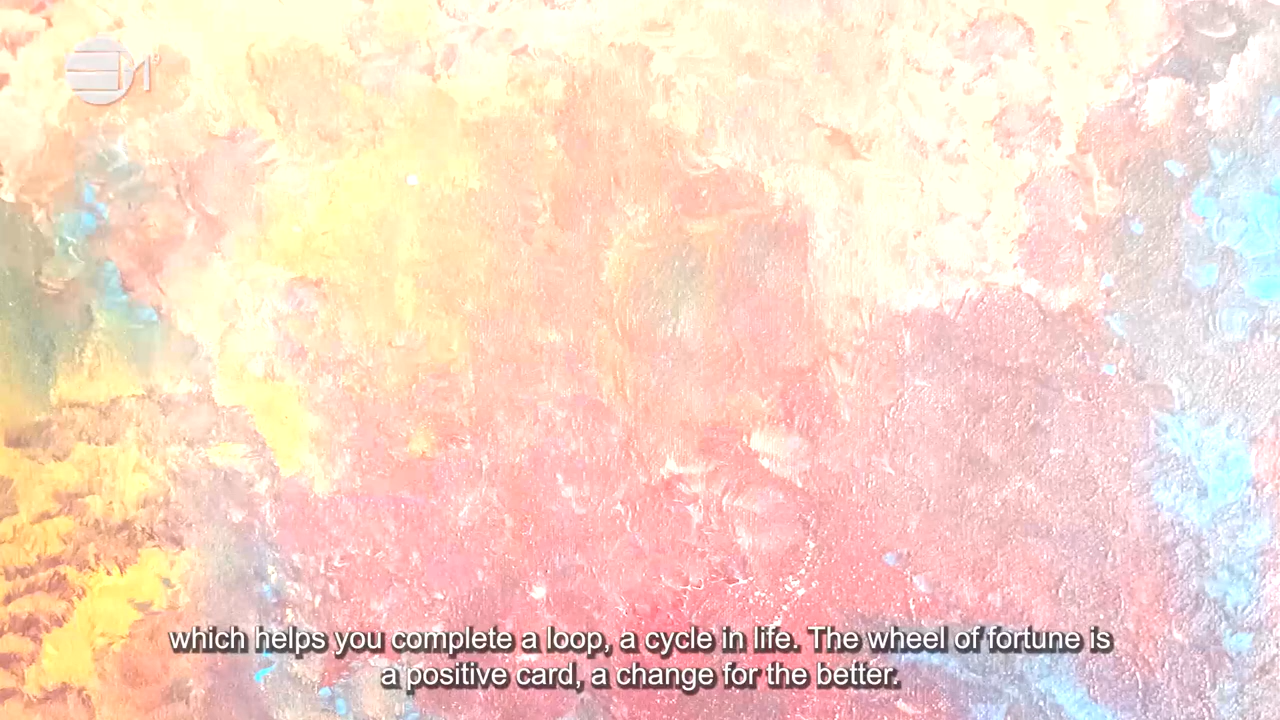 which helps you complete a loop, a cycle in life. The wheel of fortune is
a positive card, a change for the better.